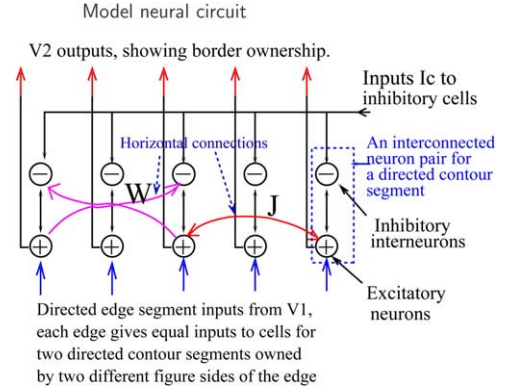 Model neural circuit
V2 outputs, showing border ownership.
Inputs Ic to
inhibitory cells
Horizontal connections
An interconnected
neuron pair for
a directed contour
segment
W
J
Inhibitory
interneurons
Excitatory
neurons
Directed edge segment inputs from V1,
each edge gives equal inputs to cells for
two directed contour segments owned
by two different figure sides of the edge